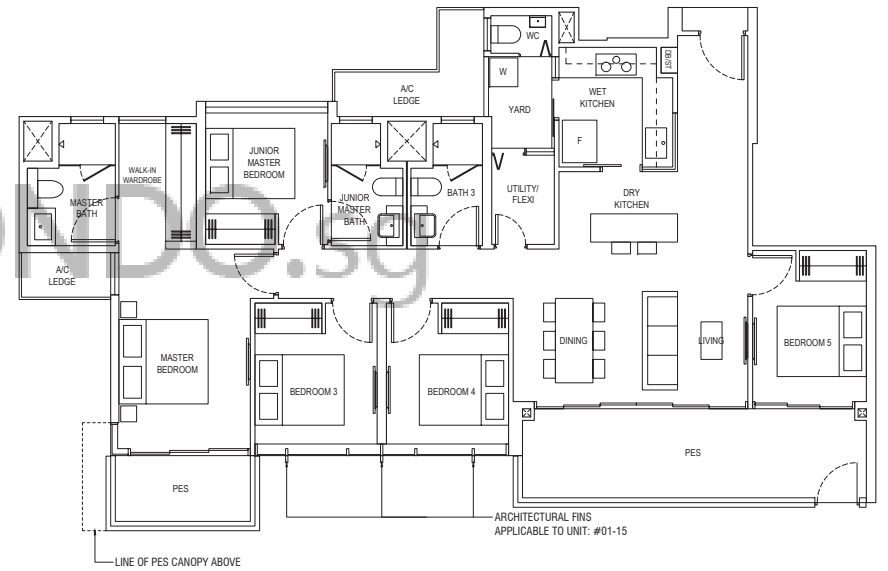 WC
DB/ST
A/C
LEDGE
W
WET
KITCHEN
YARD
F
JUNIOR
MASTER
BEDROOM
WALK-IN
WARDROBE
MASTER
BATH
JUNIOR
MASTER
BATH
BATH 3
UTILITY/
FLEXI
DRY
KITCHEN
NDO.sg
A/C
LEDGE
MASTER
BEDROOM
BEDROOM 3
BEDROOM 4
DINING
LIVING
BEDROOM 5
PES
PES
ARCHITECTURAL FINS
APPLICABLE TO UNIT: #01-15
LINE OF PES CANOPY ABOVE